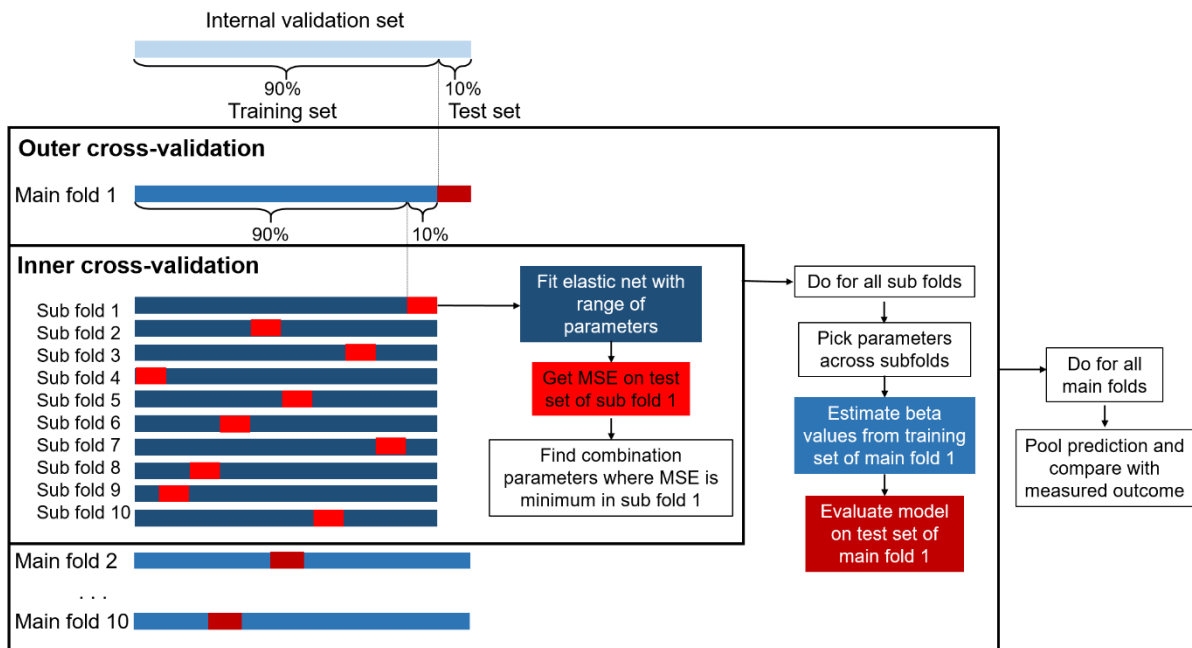 Internal validation set
90%
10%
Training set
Test set
Outer cross-validation
Main fold 1
90%
10%
Inner cross-validation
Sub fold 1
Sub fold 2
Sub fold 3
Sub fold 4
Sub fold 5
Sub fold 6
Sub fold 7
Sub fold 8
Sub fold 9
Sub fold 10
Fit elastic net with
range of
parameters
Get MSE on test
set of sub fold 1
Find combination
parameters where MSE is
minimum in sub fold 1
Do for all sub folds
Pick parameters
across subfolds
Estimate beta
values from training
set of main fold 1
Evaluate model
on test set of
main fold 1
Do for all
main folds
Pool prediction and
compare with
measured outcome
Main fold 2
. . .
Main fold 10